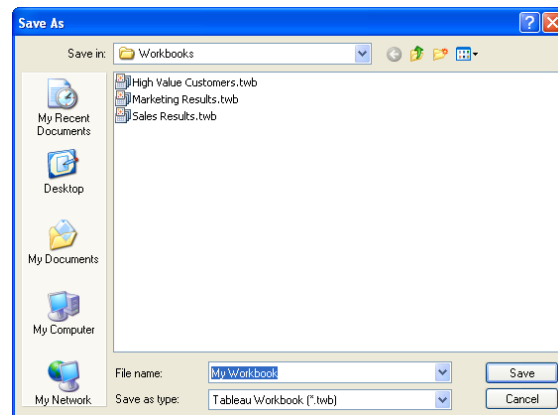 Save As
Save in: Workbooks
High Value Customers.twb
Marketing Results.twb
Sales Results.twb
My Recent
Documents
Desktop
My Documents
My Computer
My Network
File name: My Workbook Save
Save as type: Tableau Workbook (*.twb) Cancel